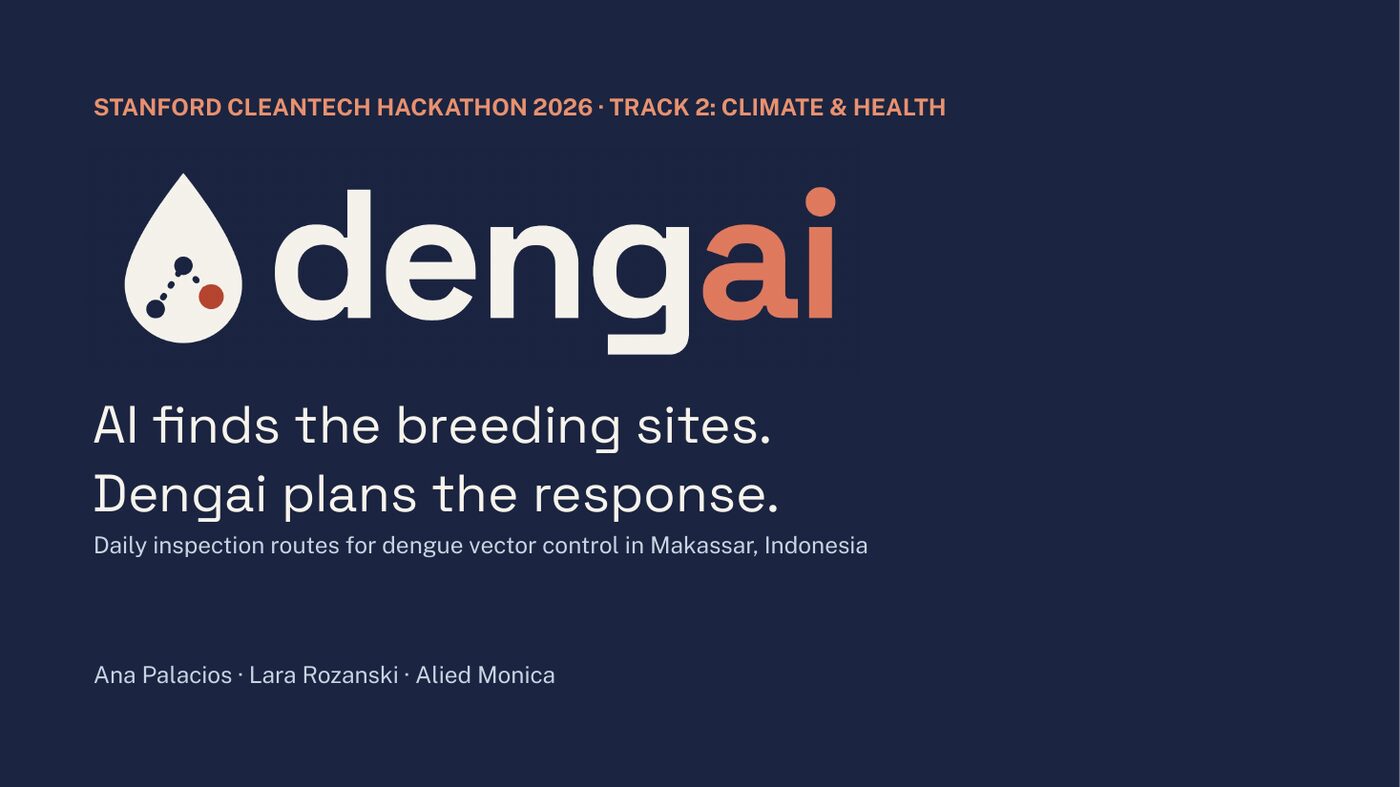 STANFORD CLEANTECH HACKATHON 2026 · TRACK 2: CLIMATE & HEALTH
dengai
AI finds the breeding sites.
Dengai plans the response.
Daily inspection routes for dengue vector control in Makassar, Indonesia
Ana Palacios · Lara Rozanski · Alied Monica